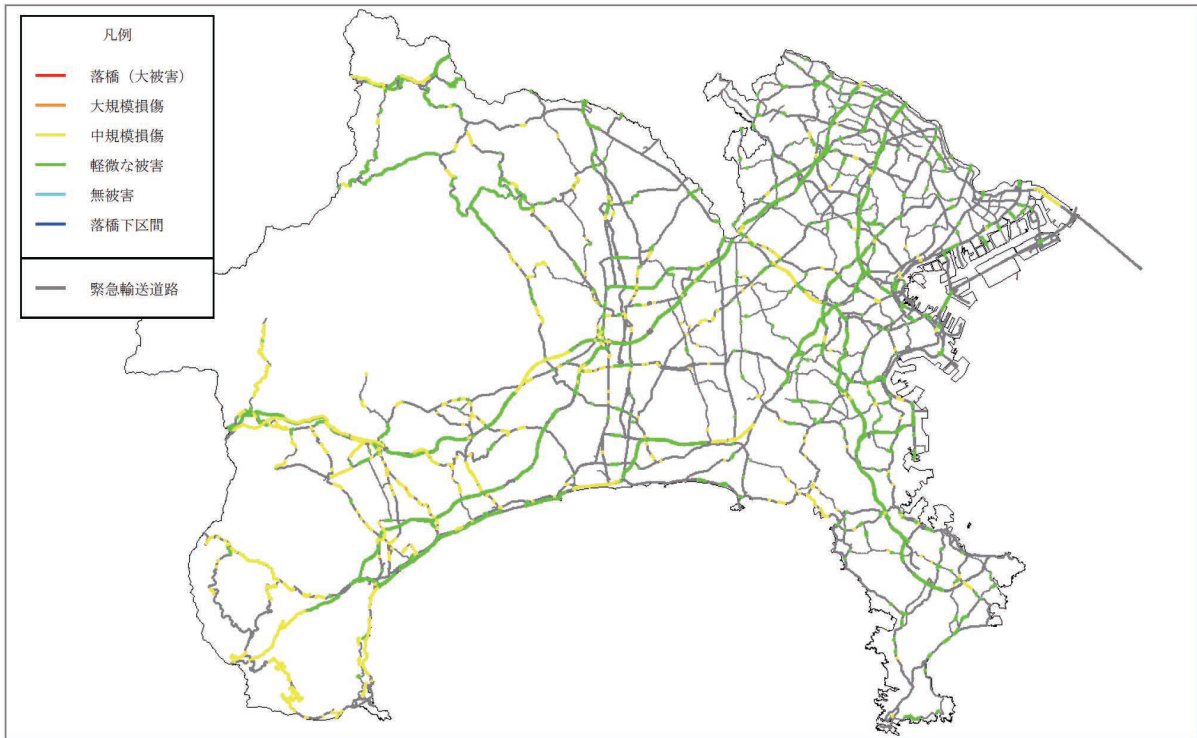 凡例
落橋（大被害）
大規模損傷
中規模損傷
軽微な被害
無被害
落橋下区間
緊急輸送道路